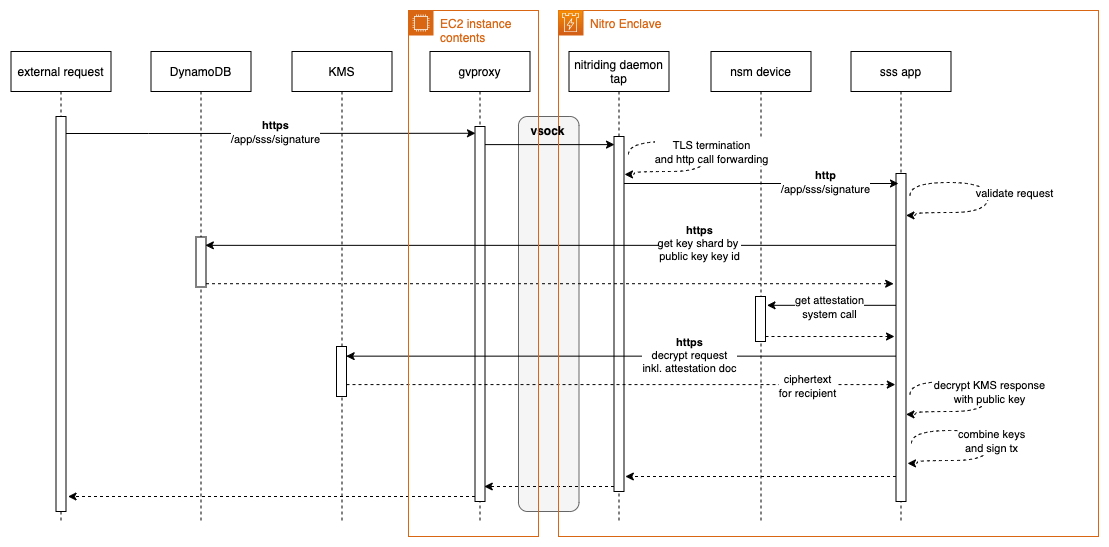 EC2 instance
contents
Nitro Enclave
external request
DynamoDB
KMS
gvproxy
nitriding daemon
tap
nsm device
sss app
https
/app/sss/signature
vsock
TLS termination
and http call forwarding
http
/app/sss/signature
validate request
https
get key shard by
public key key id
get attestation
system call
https
decrypt request
inkl. attestation doc
ciphertext
for recipient
decrypt KMS response
with public key
combine keys
and sign tx